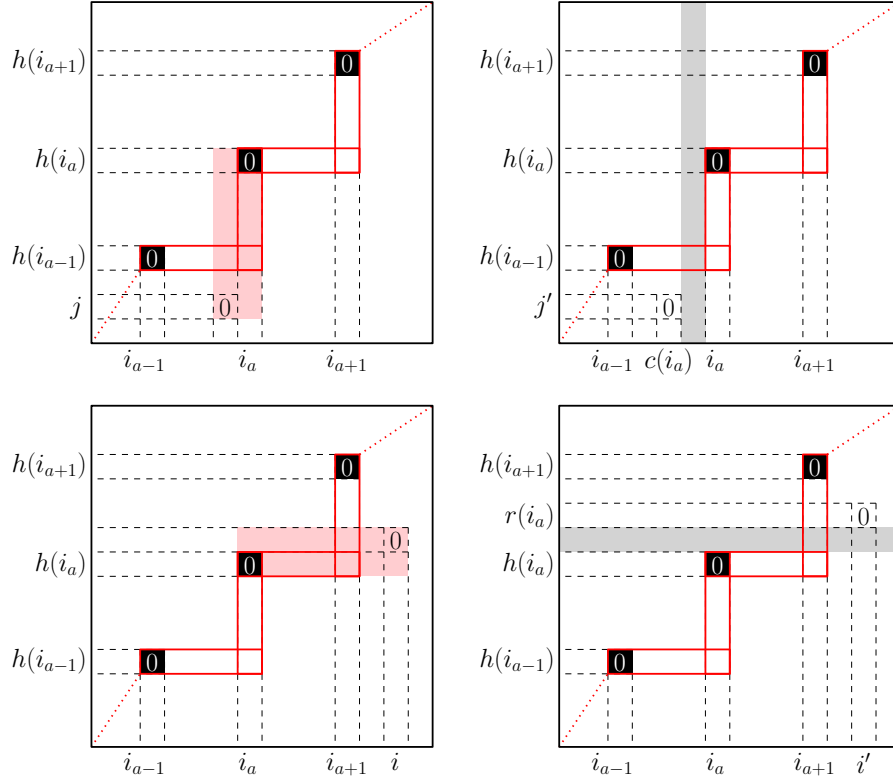 h(i_{a+1})
0
h(i_a)
0
h(i_{a-1})
0
j
0
i_{a-1}
i_a
i_{a+1}
h(i_{a+1})
0
h(i_a)
0
h(i_{a-1})
0
j'
0
i_{a-1}
c(i_a)
i_a
i_{a+1}
h(i_{a+1})
0
0
h(i_a)
0
h(i_{a-1})
0
i_{a-1}
i_a
i_{a+1}
i
h(i_{a+1})
0
r(i_a)
0
h(i_a)
0
h(i_{a-1})
0
i_{a-1}
i_a
i_{a+1}
i'